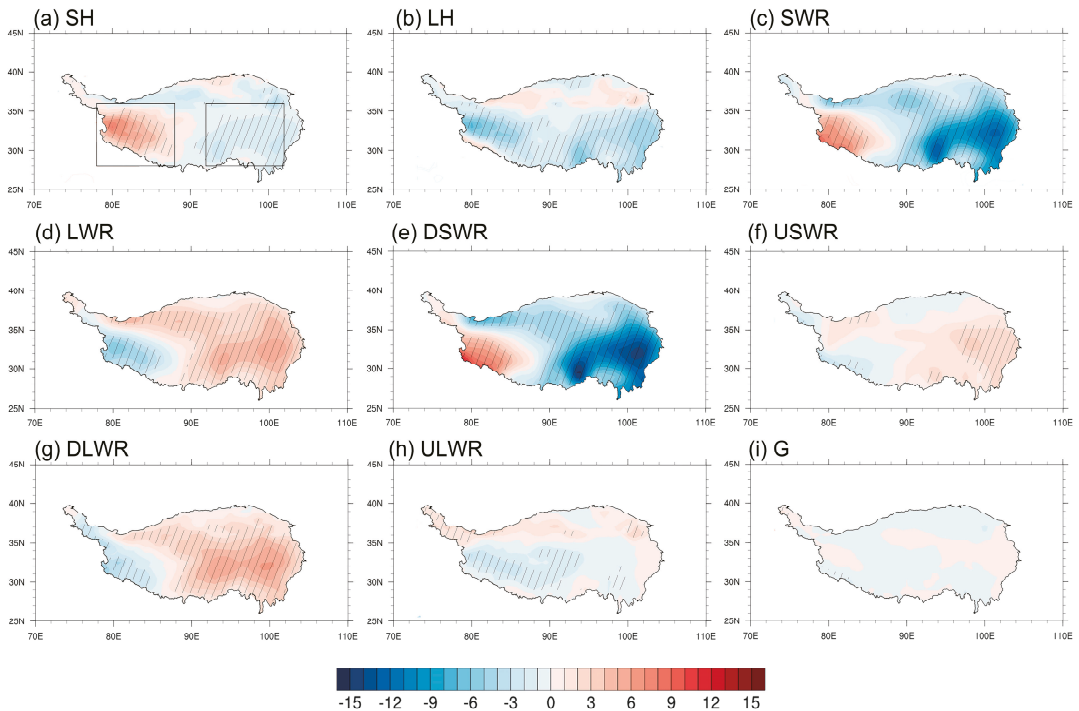 (a) SH
(b) LH
(c) SWR
45N
40N
35N
30N
25N
70E 80E 90E 100E 110E
45N
40N
35N
30N
25N
70E 80E 90E 100E 110E
45N
40N
35N
30N
25N
70E 80E 90E 100E 110E
(d) LWR
(e) DSWR
(f) USWR
45N
40N
35N
30N
25N
70E 80E 90E 100E 110E
45N
40N
35N
30N
25N
70E 80E 90E 100E 110E
45N
40N
35N
30N
25N
70E 80E 90E 100E 110E
(g) DLWR
(h) ULWR
(i) G
45N
40N
35N
30N
25N
70E 80E 90E 100E 110E
45N
40N
35N
30N
25N
70E 80E 90E 100E 110E
45N
40N
35N
30N
25N
70E 80E 90E 100E 110E
-15 -12 -9 -6 -3 0 3 6 9 12 15